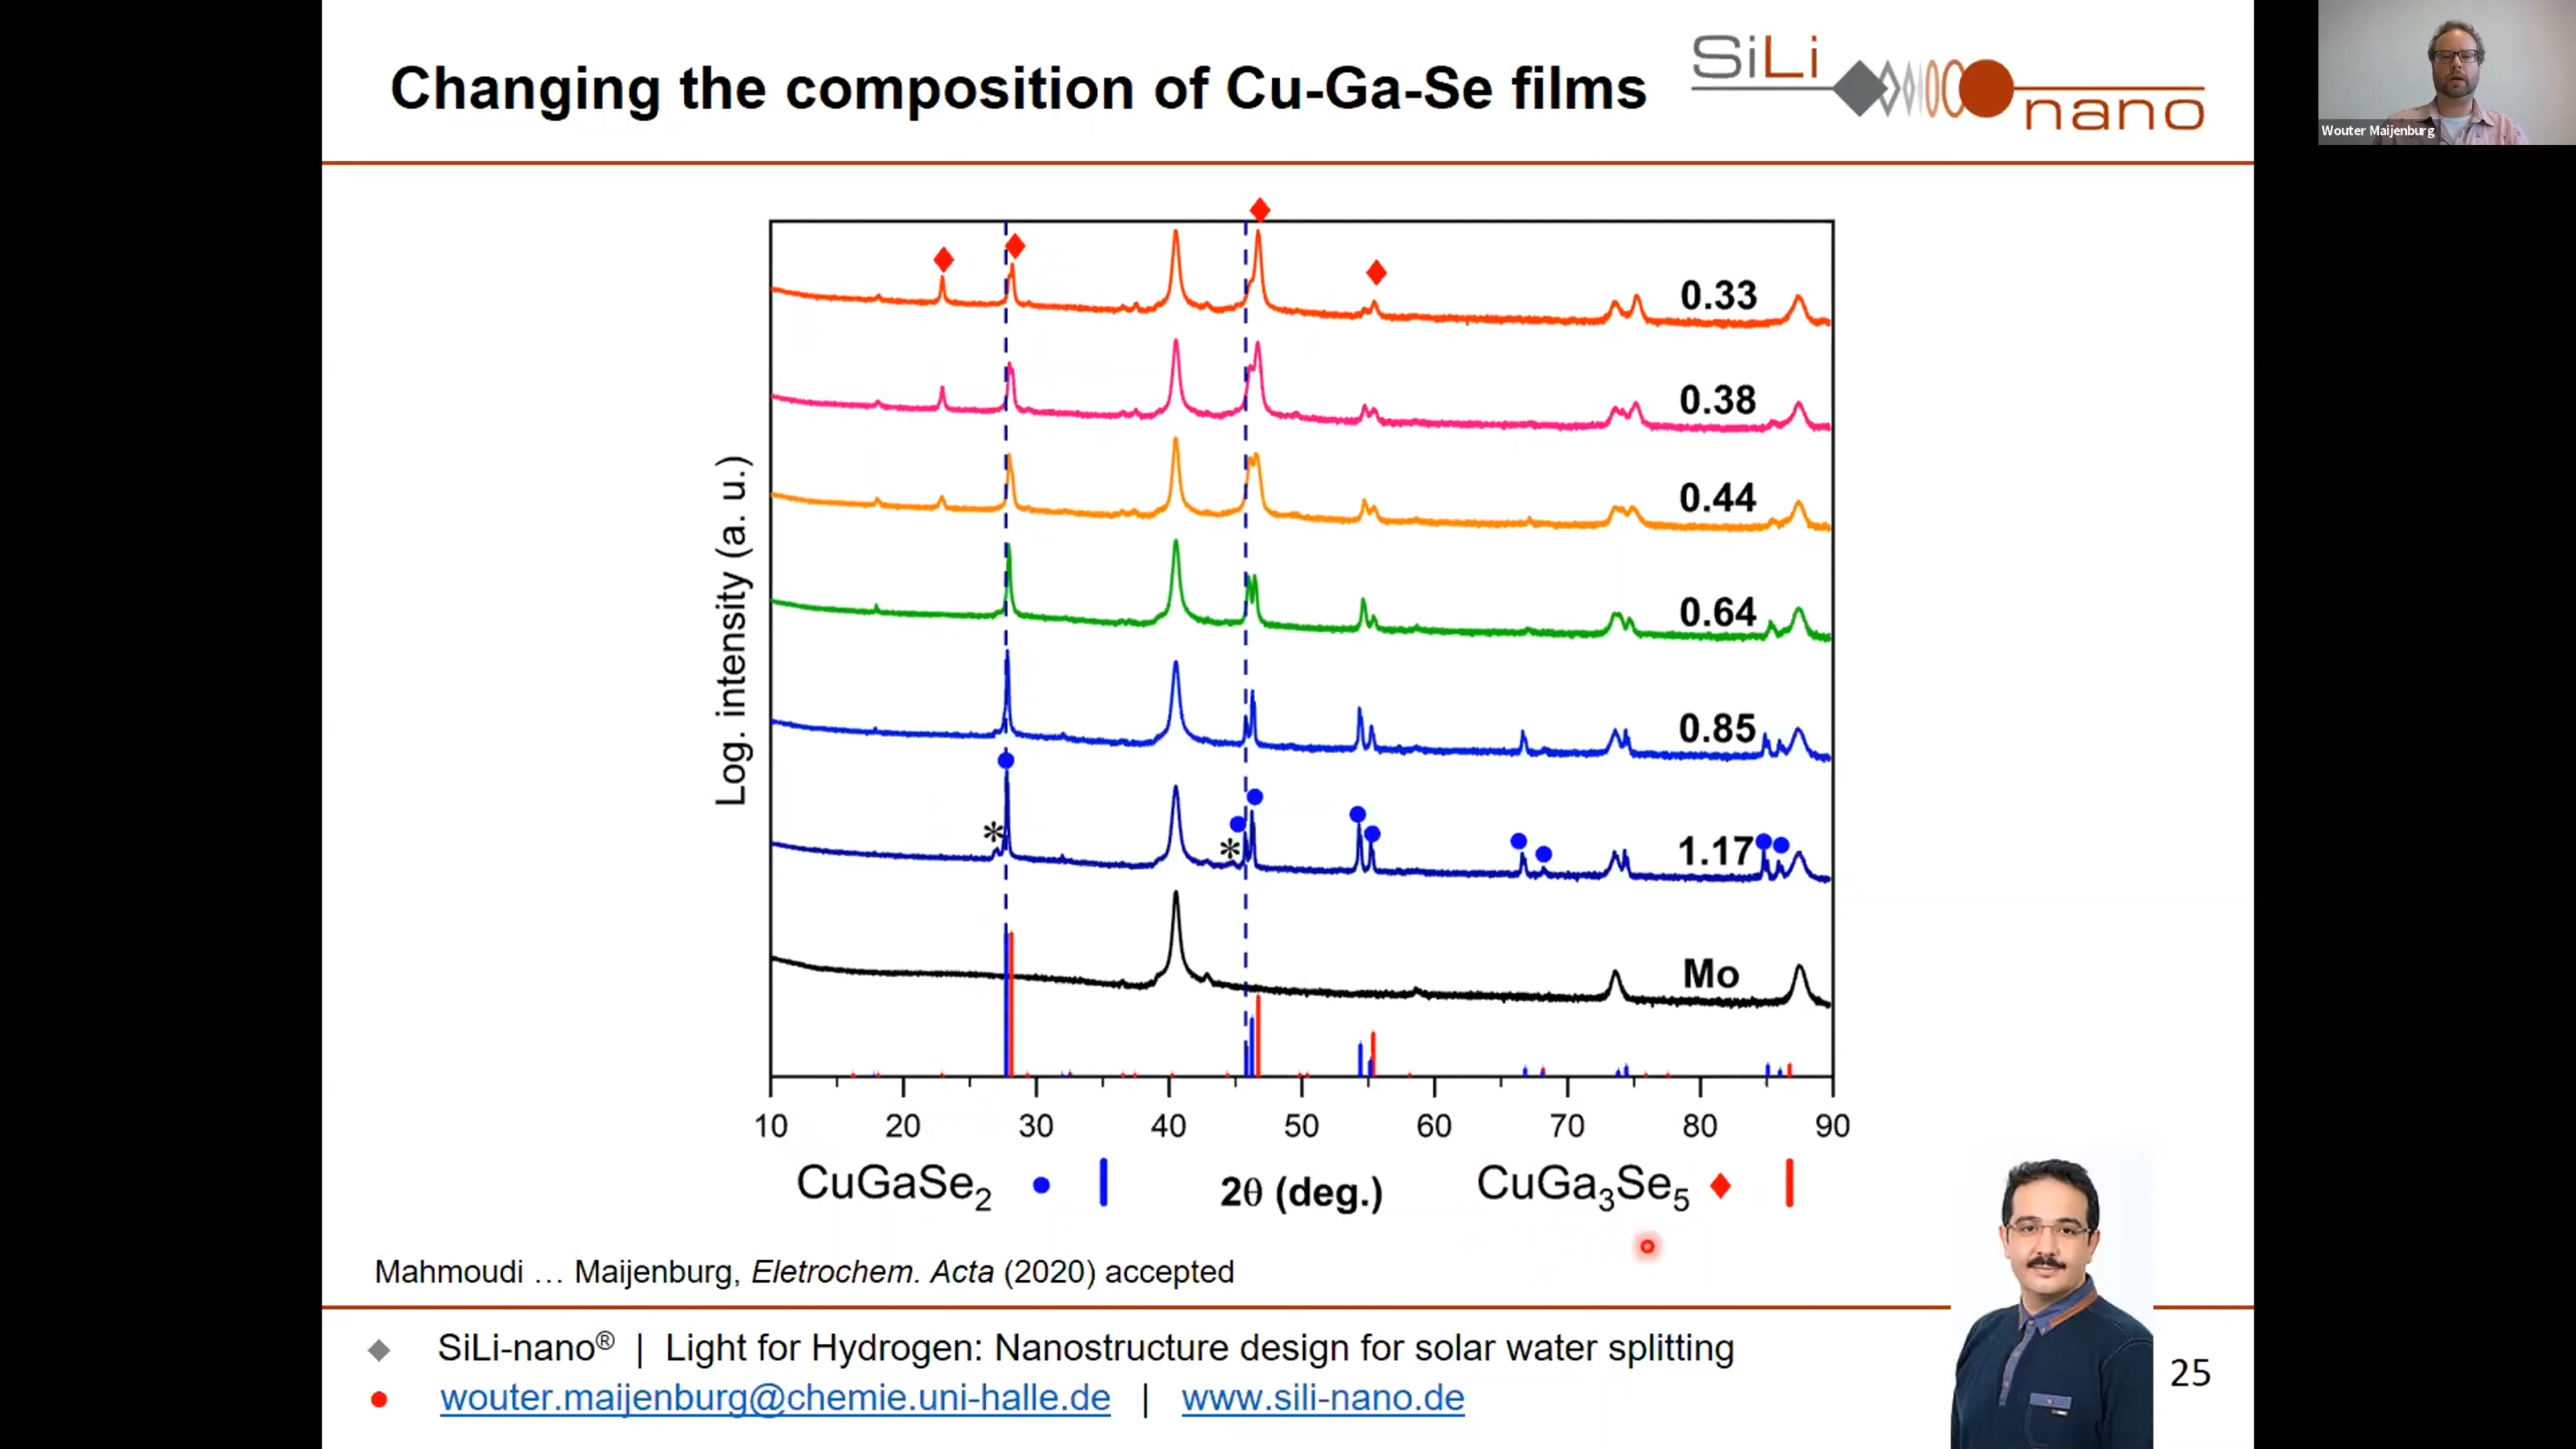 Changing the composition of Cu-Ga-Se films
SiLi
nano
Wouter Maijenburg
Log. intensity (a. u.)
0.33
0.38
0.44
0.64
0.85
*
*
1.17
Mo
10 20 30 40 50 60 70 80 90
CuGaSe₂ 2θ (deg.) CuGa₃Se₅
Mahmoudi … Maijenburg, Eletrochem. Acta (2020) accepted
SiLi-nano® | Light for Hydrogen: Nanostructure design for solar water splitting
wouter.maijenburg@chemie.uni-halle.de | www.sili-nano.de
25